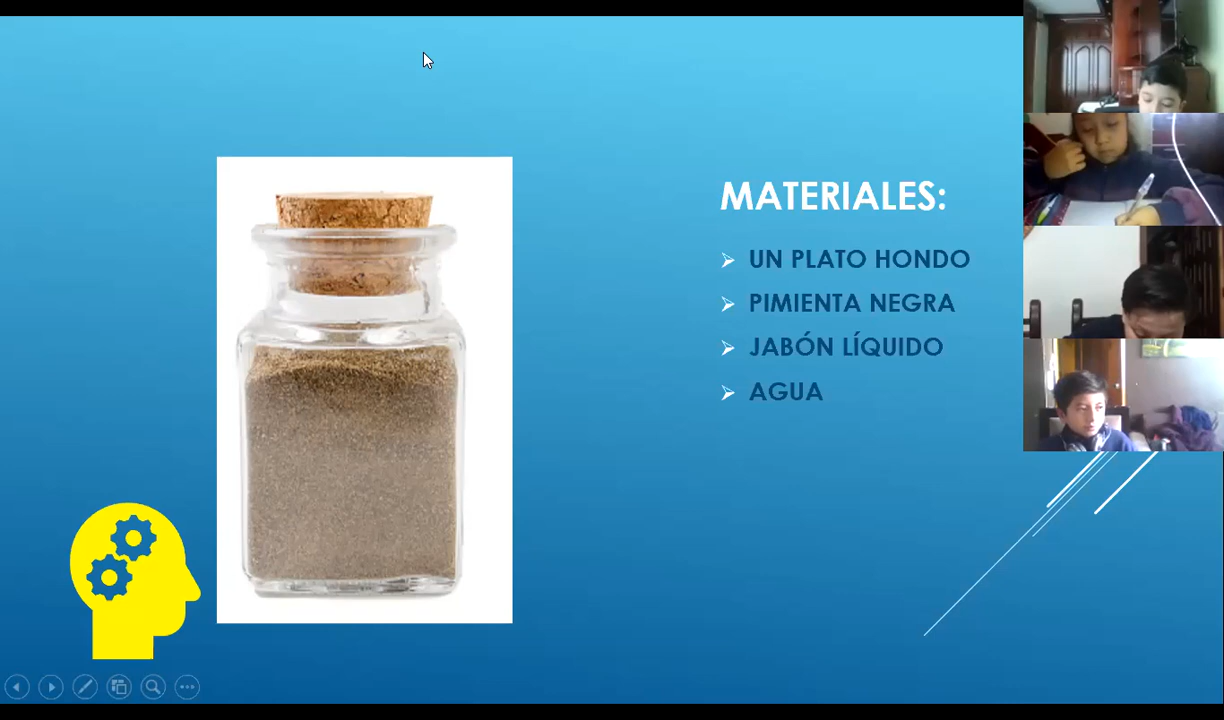 MATERIALES:
UN PLATO HONDO
PIMIENTA NEGRA
JABÓN LÍQUIDO
AGUA